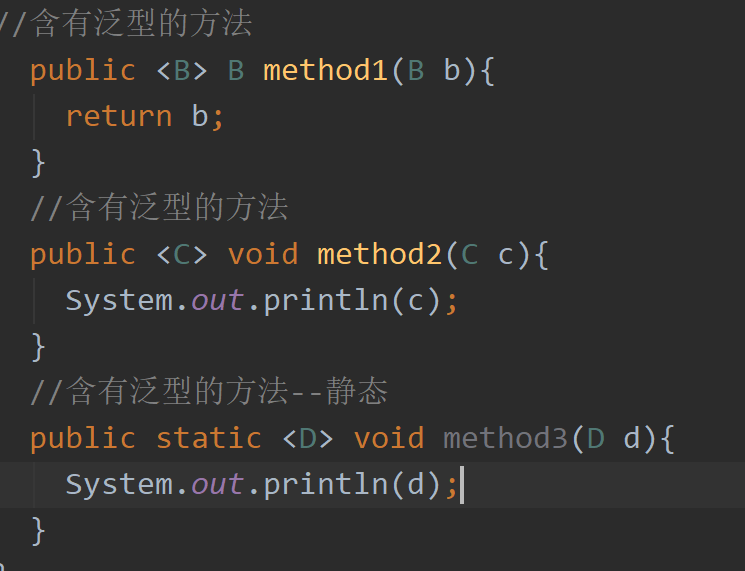 //含有泛型的方法
public <B> B method1(B b){
return b;
}
//含有泛型的方法
public <C> void method2(C c){
System.out.println(c);
}
//含有泛型的方法--静态
public static <D> void method3(D d){
System.out.println(d);
}